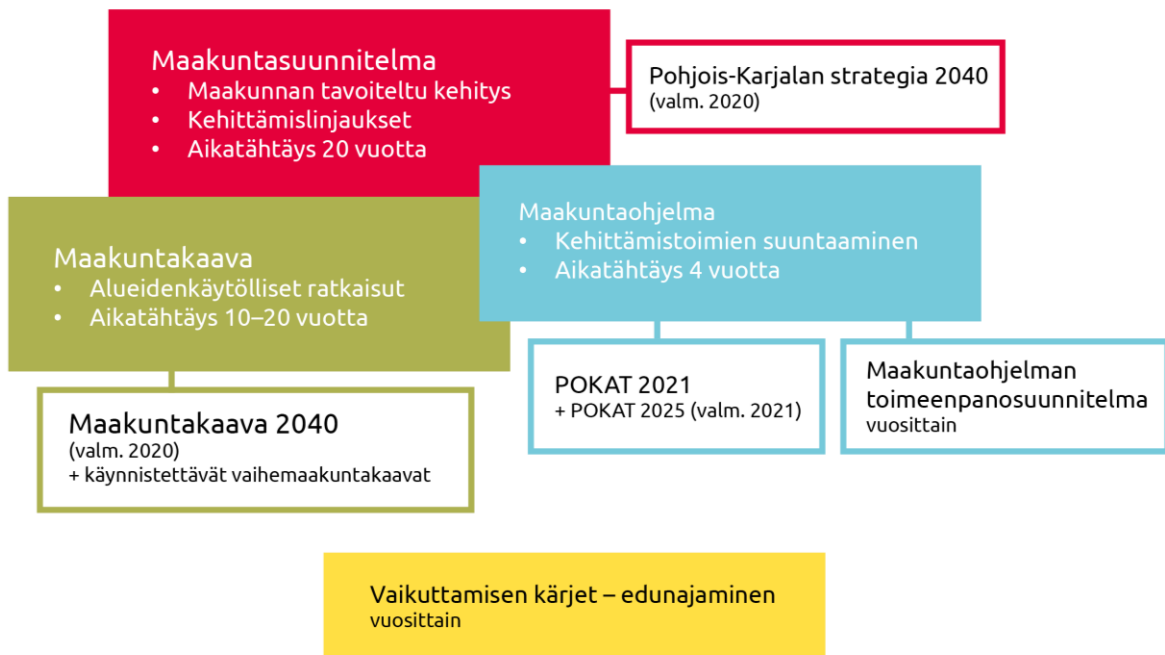 Maakuntasuunnitelma
• Maakunnan tavoiteltu kehitys
• Kehittämislinjaukset
• Aikatähtäys 20 vuotta
Pohjois-Karjalan strategia 2040
(valm. 2020)
Maakuntakaava
• Alueidenkäytölliset ratkaisut
• Aikatähtäys 10–20 vuotta
Maakuntaohjelma
• Kehittämistoimien suuntaaminen
• Aikatähtäys 4 vuotta
Maakuntakaava 2040
(valm. 2020)
+ käynnistettävät vaihemaakuntakaavat
POKAT 2021
+ POKAT 2025 (valm. 2021)
Maakuntaohjelman
toimeenpanosuunnitelma
vuosittain
Vaikuttamisen kärjet – edunajaminen
vuosittain